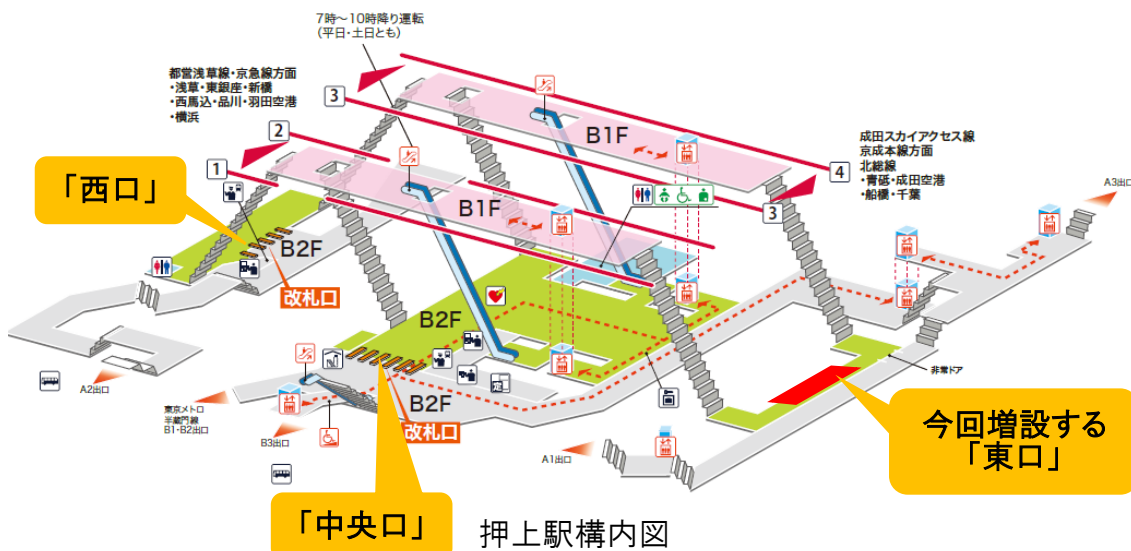 7時～10時降り運転
(平日・土日とも)
都営浅草線・京急線方面
・浅草・東銀座・新橋
・西馬込・品川・羽田空港
・横浜
3
2
1
B1F
B1F
4
3
成田スカイアクセス線
京成本線方面
北総線
・青砥・成田空港
・船橋・千葉
A3出口
「西口」
B2F
改札口
B2F
B2F
改札口
A2出口
東京メトロ
半蔵門線
B1・B2出口
B3出口
A1出口
非常ドア
今回増設する
「東口」
「中央口」
押上駅構内図